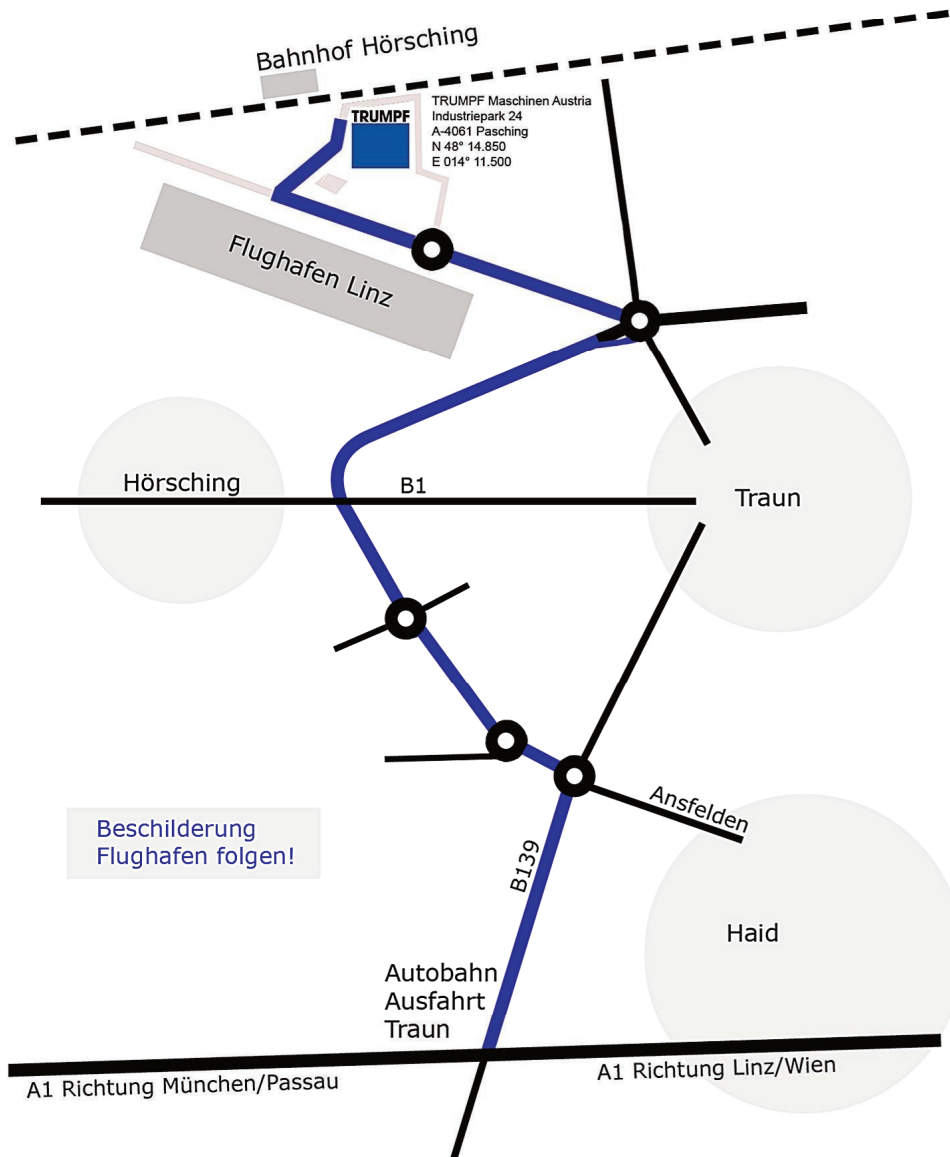 Bahnhof Hörsching
TRUMPF
TRUMPF Maschinen Austria
Industriepark 24
A-4061 Pasching
N 48° 14.850
E 014° 11.500
Flughafen Linz
Hörsching
B1
Traun
Ansfelden
Beschilderung
Flughafen folgen!
B139
Haid
Autobahn
Ausfahrt
Traun
A1 Richtung München/Passau
A1 Richtung Linz/Wien